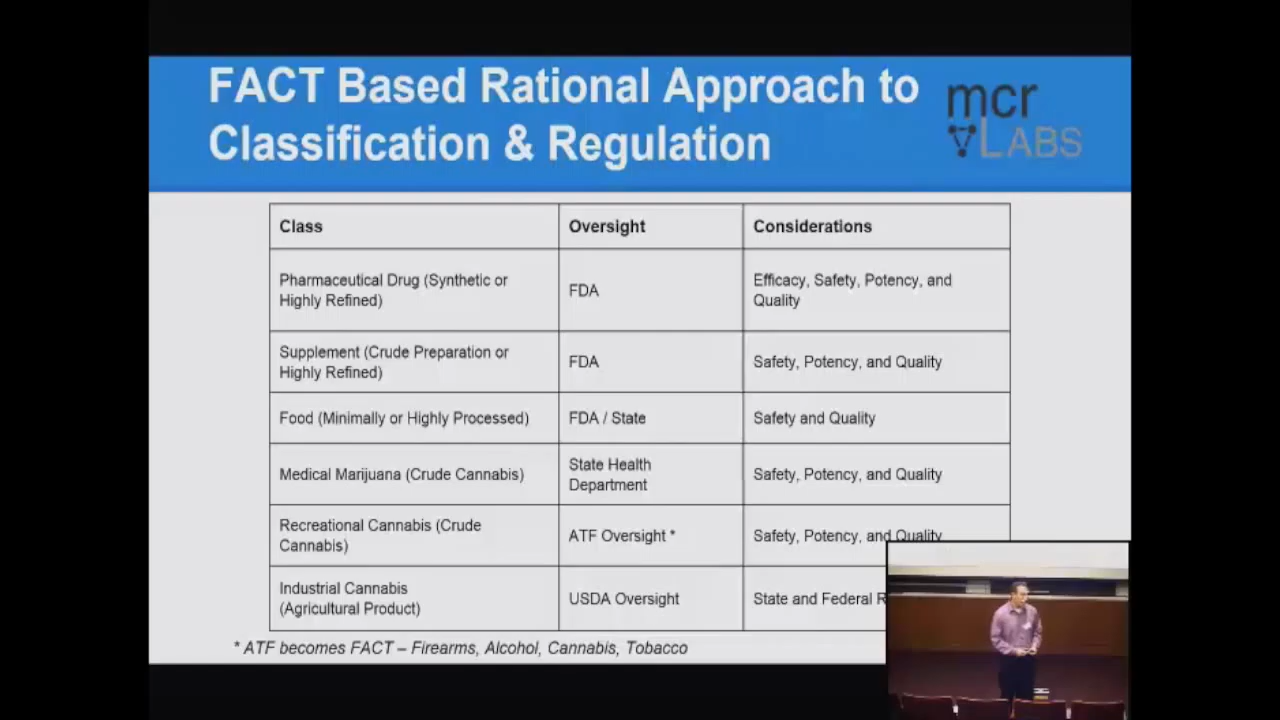 FACT Based Rational Approach to
Classification & Regulation
mcr
LABS
Class
Oversight
Considerations
Pharmaceutical Drug (Synthetic or
Highly Refined)
FDA
Efficacy, Safety, Potency, and
Quality
Supplement (Crude Preparation or
Highly Refined)
FDA
Safety, Potency, and Quality
Food (Minimally or Highly Processed)
FDA / State
Safety and Quality
Medical Marijuana (Crude Cannabis)
State Health
Department
Safety, Potency, and Quality
Recreational Cannabis (Crude
Cannabis)
ATF Oversight *
Safety, Potency, and Quality
Industrial Cannabis
(Agricultural Product)
USDA Oversight
State and Federal
* ATF becomes FACT – Firearms, Alcohol, Cannabis, Tobacco